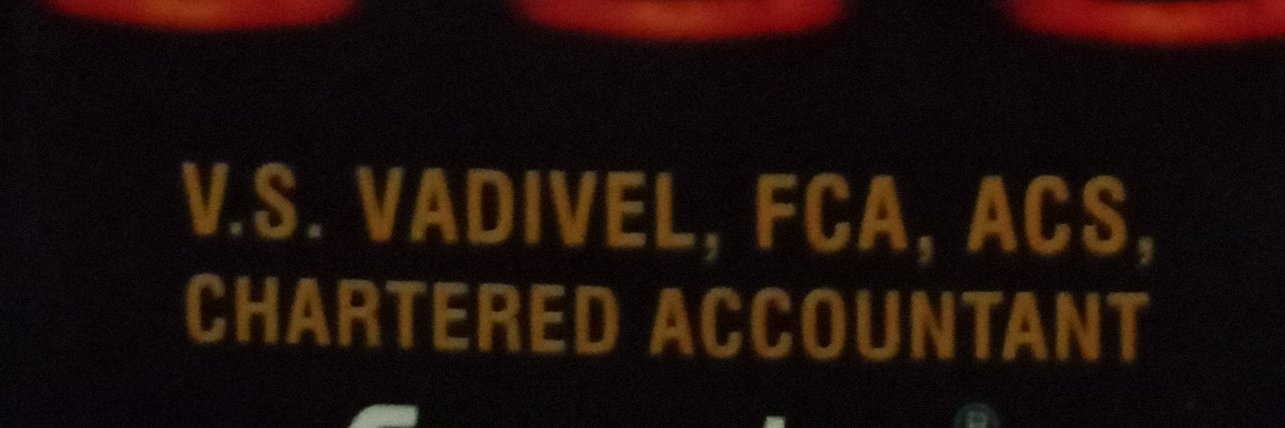 V.S. VADIVEL, FCA, ACS,
CHARTERED ACCOUNTANT